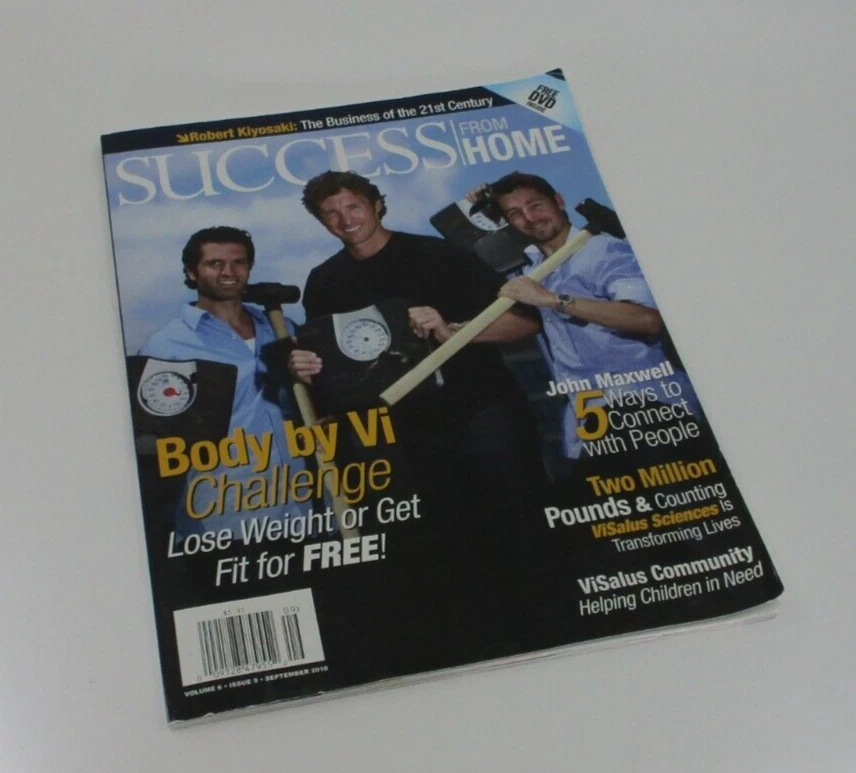 Robert Kiyosaki: The Business of the 21st Century
FREE
DVD
INSIDE
SUCCESS FROM
HOME
John Maxwell
5 Ways to
Connect
with People
Body by Vi
Challenge
Lose Weight or Get
Fit for FREE!
Two Million
Pounds & Counting
ViSalus Sciences Is
Transforming Lives
ViSalus Community
Helping Children in Need
09>
VOLUME 6 • ISSUE 9 • SEPTEMBER 2010